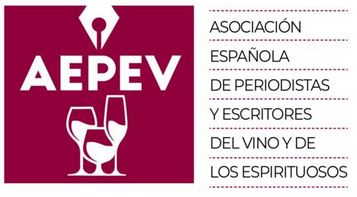 AEPEV
ASOCIACIÓN
ESPAÑOLA
DE PERIODISTAS
Y ESCRITORES
DEL VINO Y DE
LOS ESPIRITUOSOS